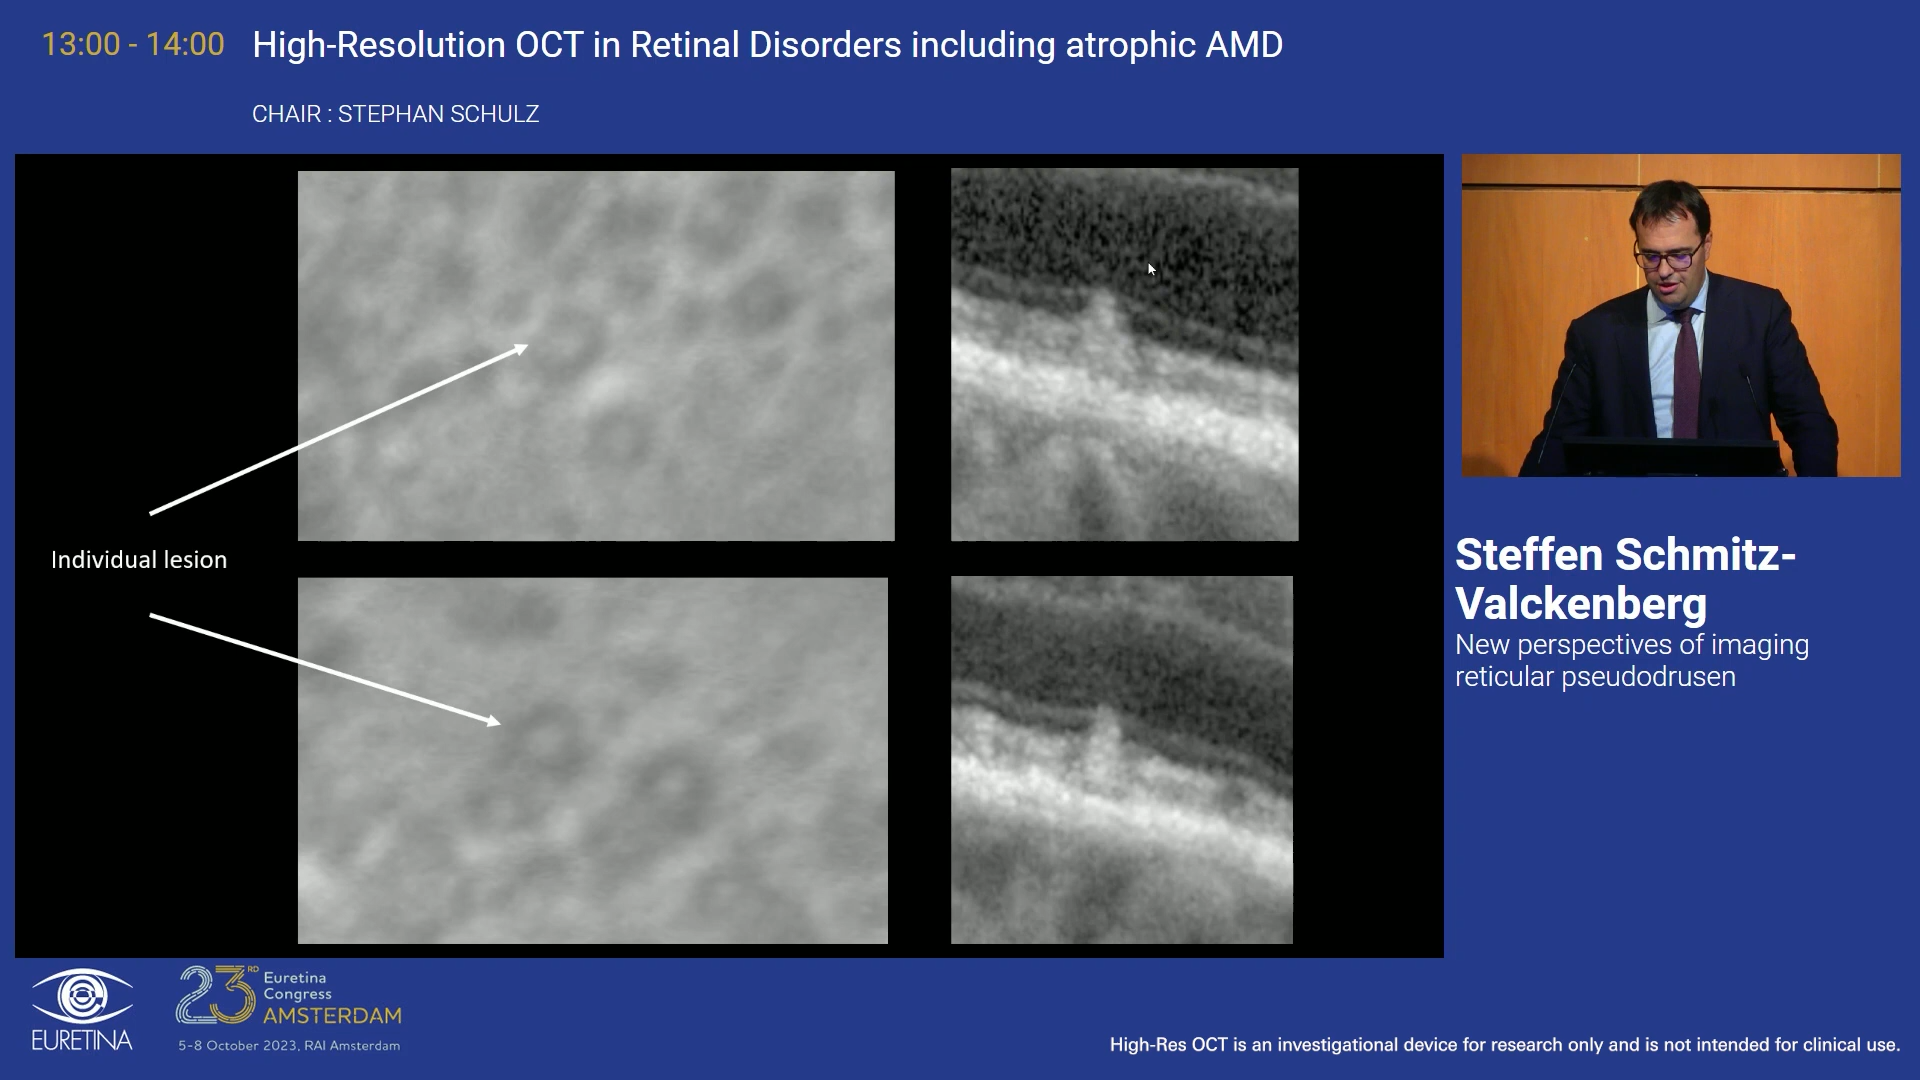 13:00 - 14:00 High-Resolution OCT in Retinal Disorders including atrophic AMD
CHAIR : STEPHAN SCHULZ
Individual lesion
Steffen Schmitz-
Valckenberg
New perspectives of imaging
reticular pseudodrusen
EURETINA
23RD Euretina
Congress
AMSTERDAM
5-8 October 2023, RAI Amsterdam
High-Res OCT is an investigational device for research only and is not intended for clinical use.